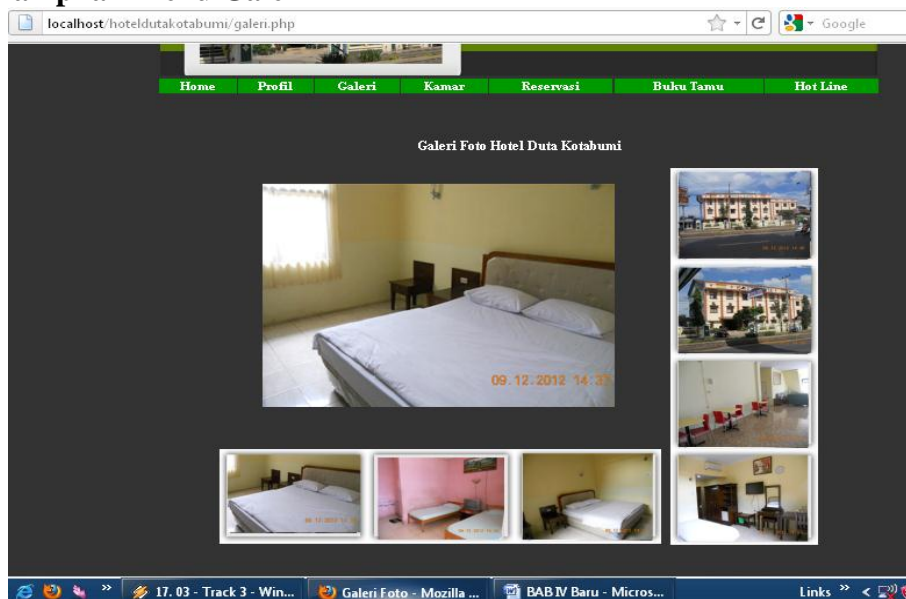 localhost/hoteldutakotabumi/galeri.php
Google
Home Profil Galeri Kamar Reservasi Buku Tamu Hot Line
Galeri Foto Hotel Duta Kotabumi
09.12.2012 14:37
17. 03 - Track 3 - Win...
Galeri Foto - Mozilla ...
BAB IV Baru - Micros...
Links